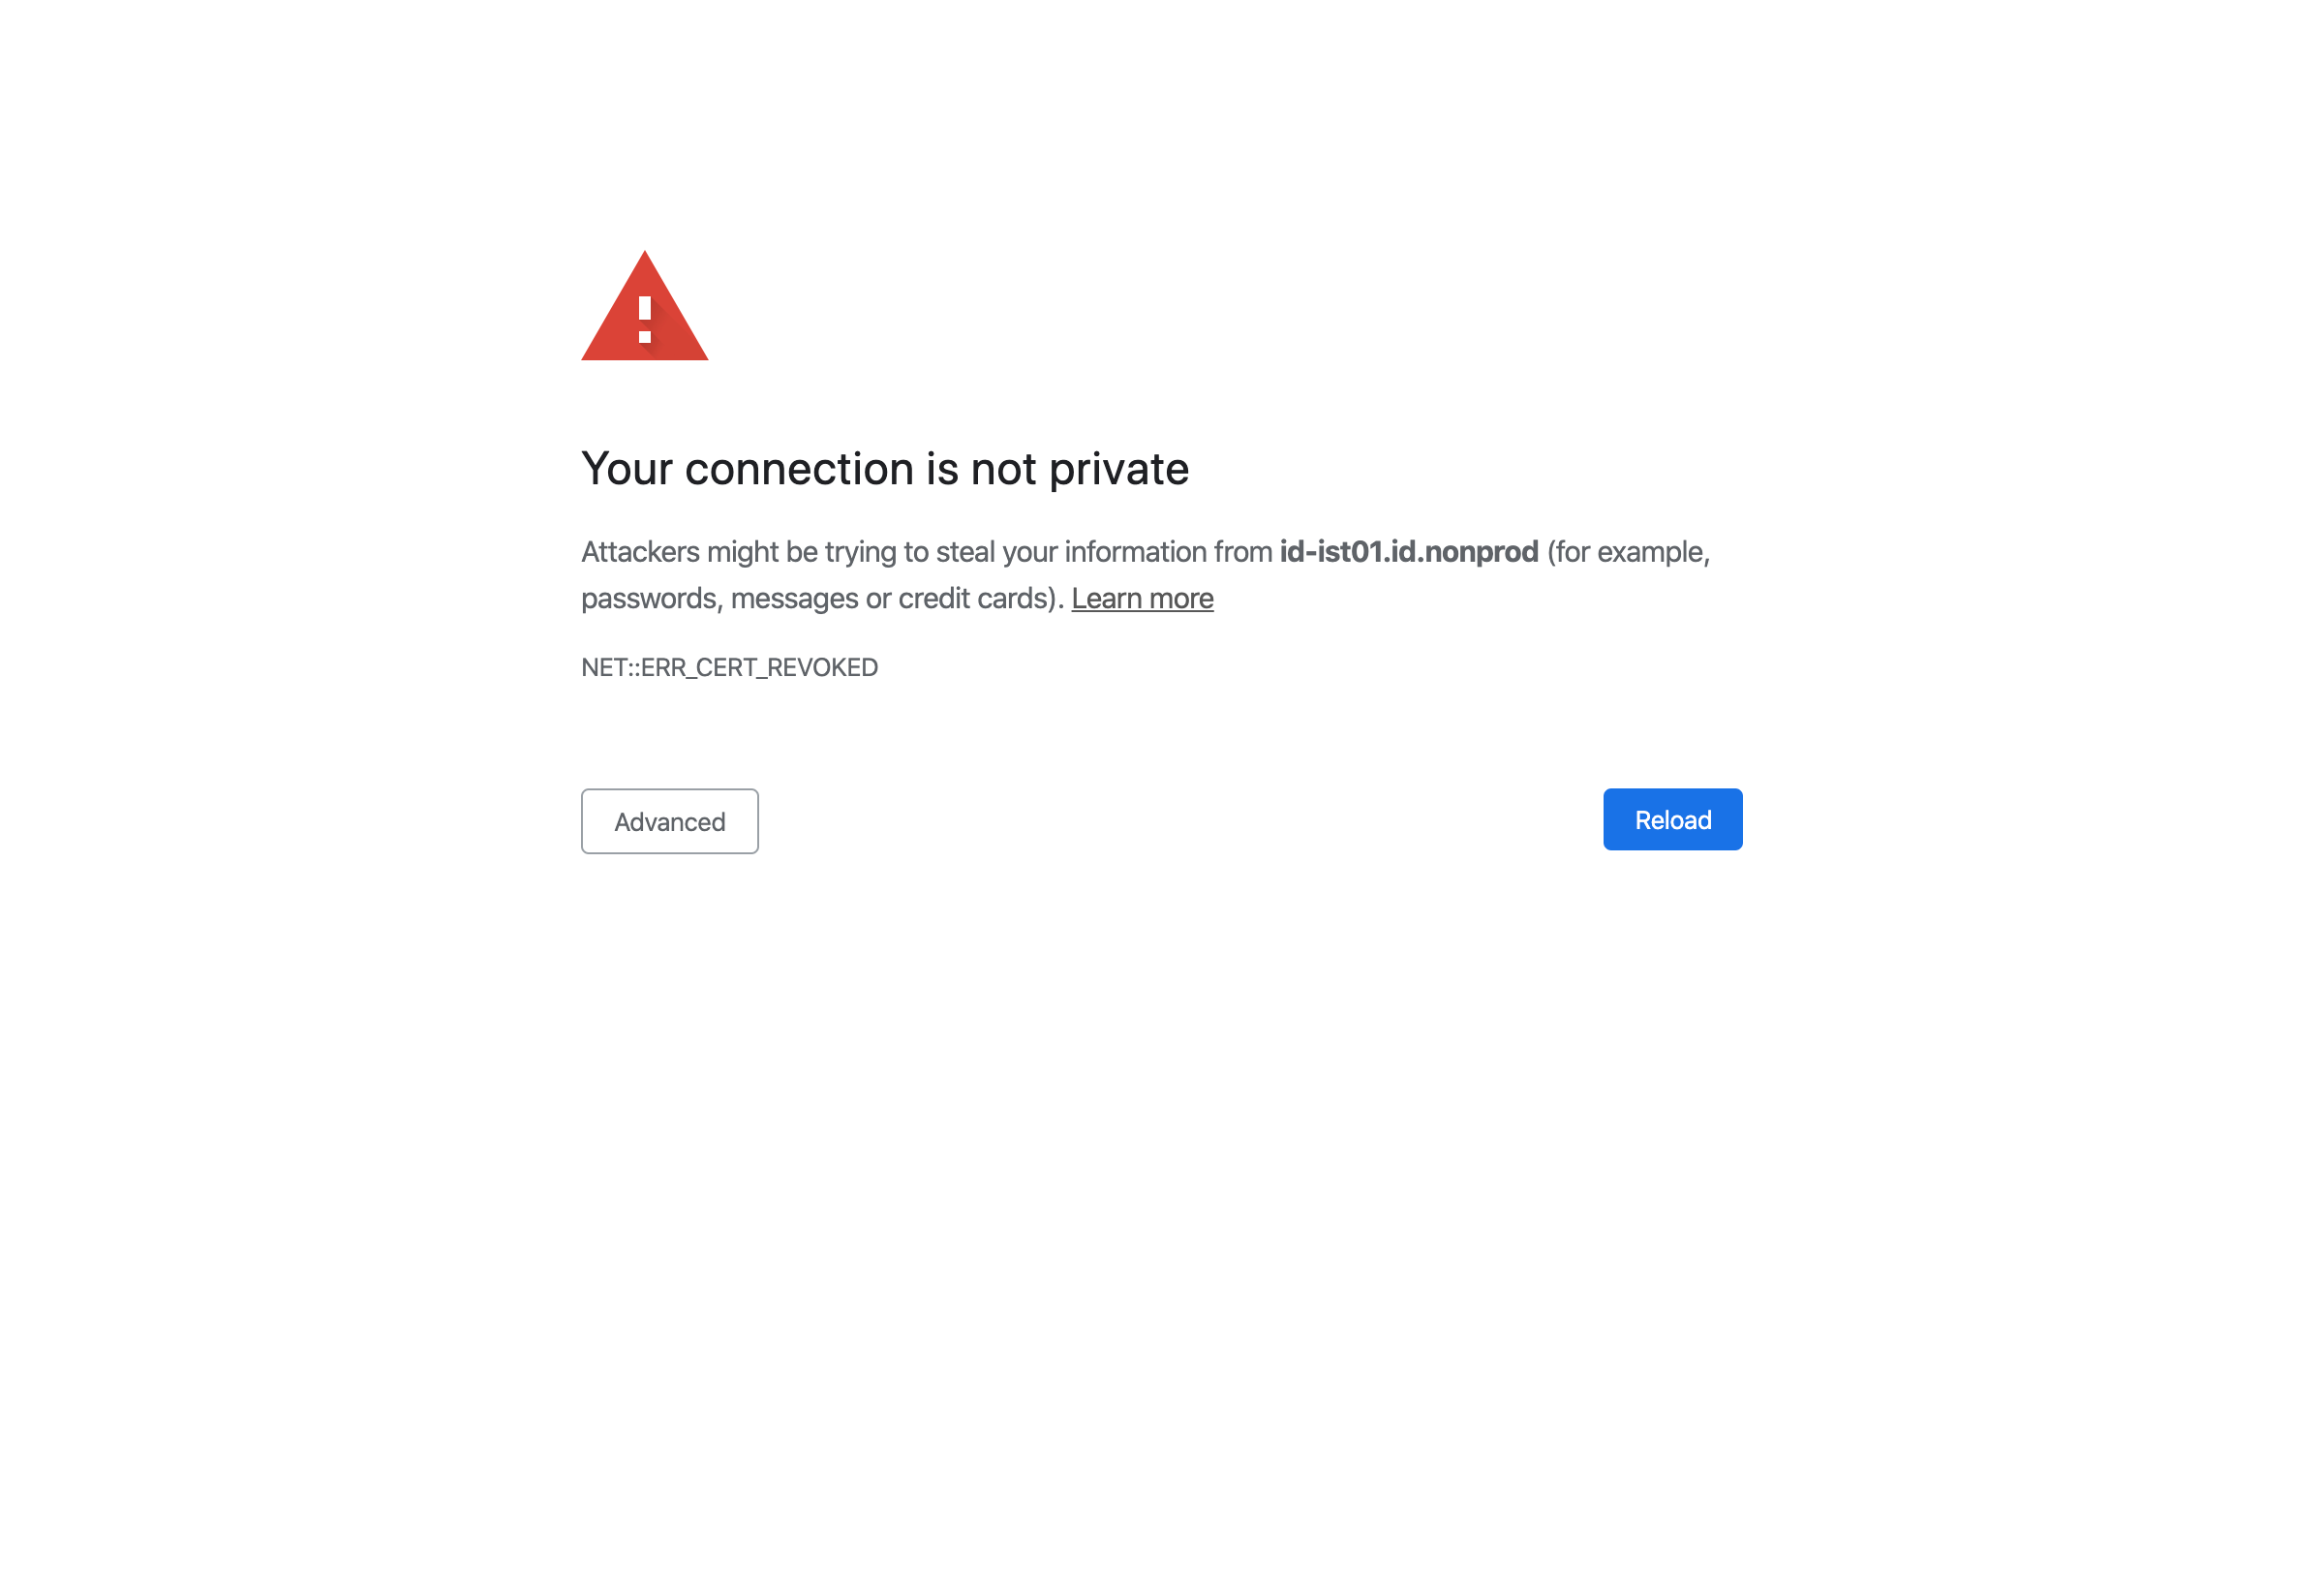 Your connection is not private
Attackers might be trying to steal your information from id-ist01.id.nonprod (for example,
passwords, messages or credit cards). Learn more
NET::ERR_CERT_REVOKED
Advanced
Reload